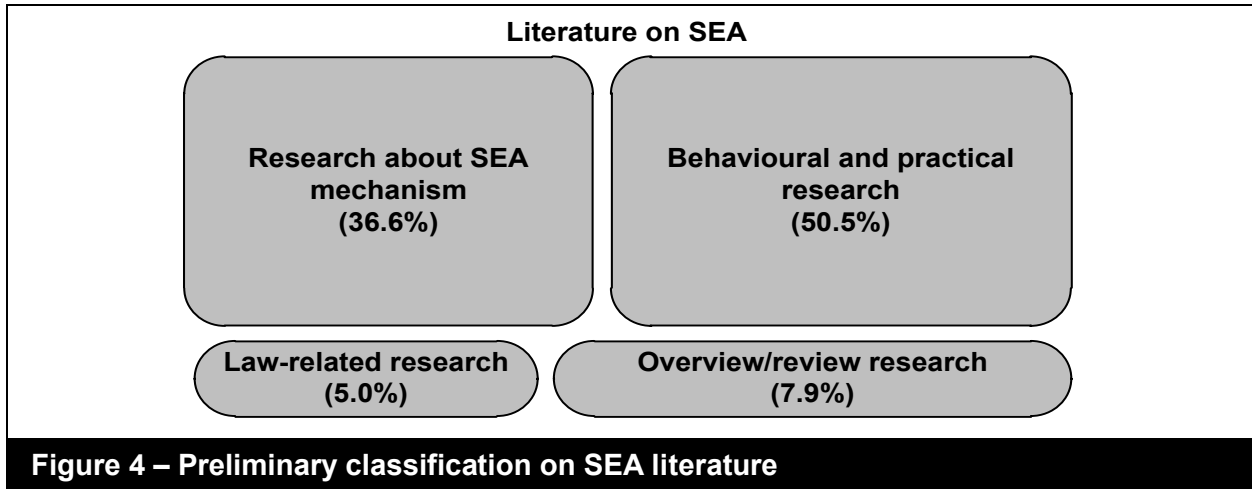 Literature on SEA
Research about SEA
mechanism
(36.6%)
Behavioural and practical
research
(50.5%)
Law-related research
(5.0%)
Overview/review research
(7.9%)
Figure 4 – Preliminary classification on SEA literature